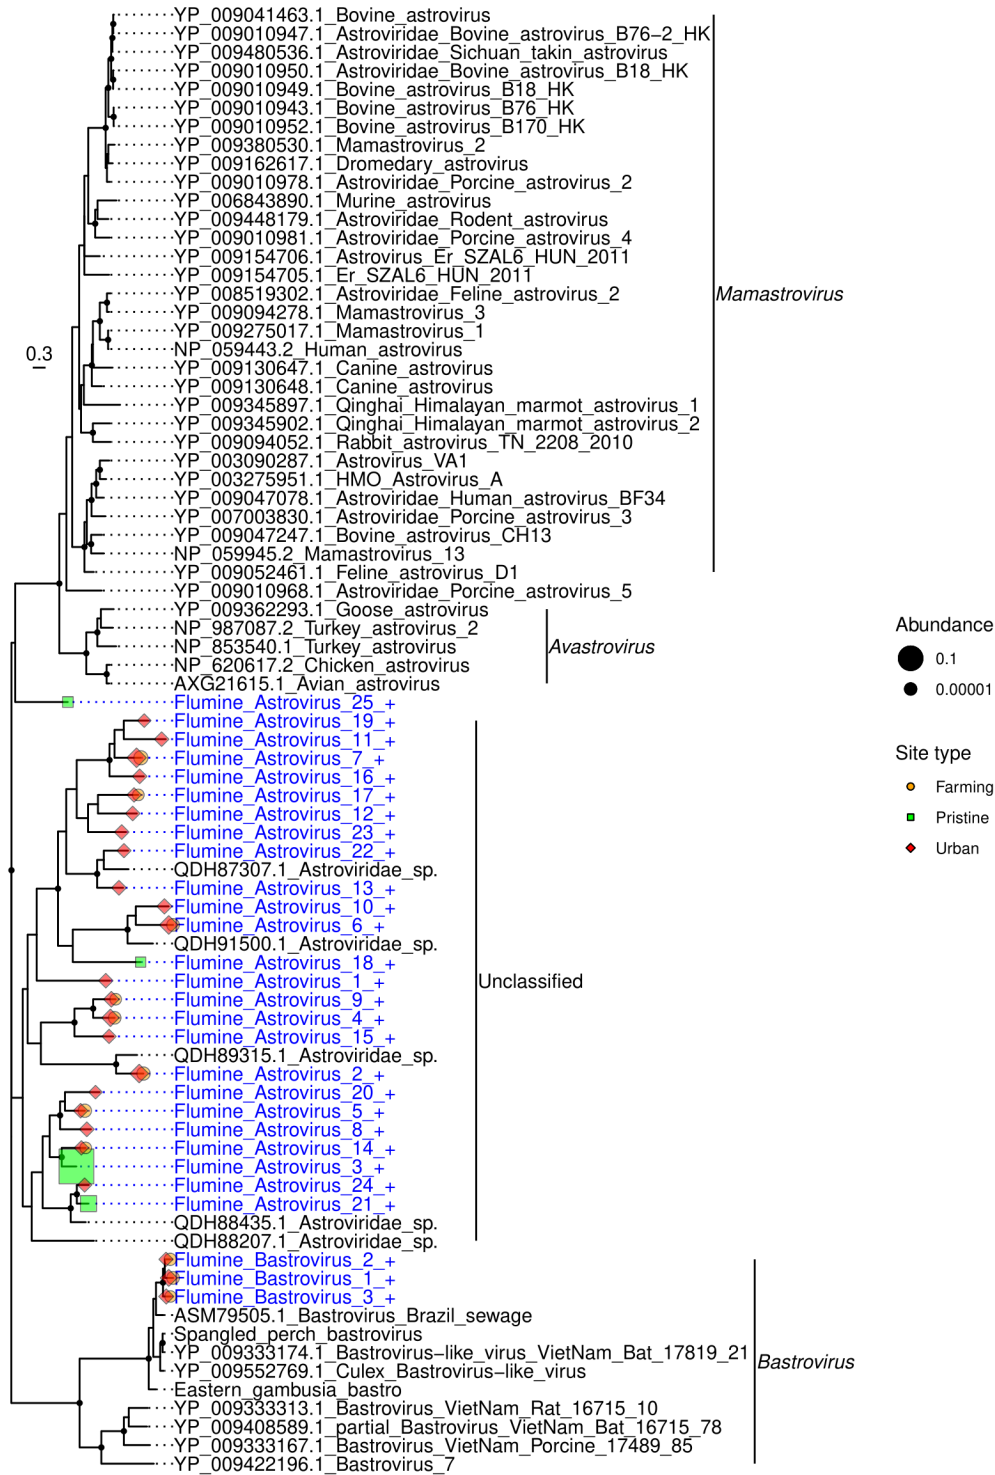 YP_009041463.1_Bovine_astrovirus
YP_009010947.1_Astroviridae_Bovine_astrovirus_B76−2_HK
YP_009480536.1_Astroviridae_Sichuan_takin_astrovirus
YP_009010950.1_Astroviridae_Bovine_astrovirus_B18_HK
YP_009010949.1_Bovine_astrovirus_B18_HK
YP_009010943.1_Bovine_astrovirus_B76_HK
YP_009010952.1_Bovine_astrovirus_B170_HK
YP_009380530.1_Mamastrovirus_2
YP_009162617.1_Dromedary_astrovirus
YP_009010978.1_Astroviridae_Porcine_astrovirus_2
YP_006843890.1_Murine_astrovirus
YP_009448179.1_Astroviridae_Rodent_astrovirus
YP_009010981.1_Astroviridae_Porcine_astrovirus_4
YP_009154706.1_Astrovirus_Er_SZAL6_HUN_2011
YP_009154705.1_Er_SZAL6_HUN_2011
YP_008519302.1_Astroviridae_Feline_astrovirus_2
Mamastrovirus
YP_009094278.1_Mamastrovirus_3
YP_009275017.1_Mamastrovirus_1
NP_059443.2_Human_astrovirus
0.3
YP_009130647.1_Canine_astrovirus
YP_009130648.1_Canine_astrovirus
YP_009345897.1_Qinghai_Himalayan_marmot_astrovirus_1
YP_009345902.1_Qinghai_Himalayan_marmot_astrovirus_2
YP_009094052.1_Rabbit_astrovirus_TN_2208_2010
YP_003090287.1_Astrovirus_VA1
YP_003275951.1_HMO_Astrovirus_A
YP_009047078.1_Astroviridae_Human_astrovirus_BF34
YP_007003830.1_Astroviridae_Porcine_astrovirus_3
YP_009047247.1_Bovine_astrovirus_CH13
NP_059945.2_Mamastrovirus_13
YP_009052461.1_Feline_astrovirus_D1
YP_009010968.1_Astroviridae_Porcine_astrovirus_5
YP_009362293.1_Goose_astrovirus
NP_987087.2_Turkey_astrovirus_2
NP_853540.1_Turkey_astrovirus
Avastrovirus
NP_620617.2_Chicken_astrovirus
AXG21615.1_Avian_astrovirus
Flumine_Astrovirus_25_+
Flumine_Astrovirus_19_+
Flumine_Astrovirus_11_+
Flumine_Astrovirus_7_+
Flumine_Astrovirus_16_+
Flumine_Astrovirus_17_+
Flumine_Astrovirus_12_+
Flumine_Astrovirus_23_+
Flumine_Astrovirus_22_+
QDH87307.1_Astroviridae_sp.
Flumine_Astrovirus_13_+
Flumine_Astrovirus_10_+
Flumine_Astrovirus_6_+
QDH91500.1_Astroviridae_sp.
Flumine_Astrovirus_18_+
Flumine_Astrovirus_1_+
Unclassified
Flumine_Astrovirus_9_+
Flumine_Astrovirus_4_+
Flumine_Astrovirus_15_+
QDH89315.1_Astroviridae_sp.
Flumine_Astrovirus_2_+
Flumine_Astrovirus_20_+
Flumine_Astrovirus_5_+
Flumine_Astrovirus_8_+
Flumine_Astrovirus_14_+
Flumine_Astrovirus_3_+
Flumine_Astrovirus_24_+
Flumine_Astrovirus_21_+
QDH88435.1_Astroviridae_sp.
QDH88207.1_Astroviridae_sp.
Flumine_Bastrovirus_2_+
Flumine_Bastrovirus_1_+
Flumine_Bastrovirus_3_+
ASM79505.1_Bastrovirus_Brazil_sewage
Spangled_perch_bastrovirus
YP_009333174.1_Bastrovirus−like_virus_VietNam_Bat_17819_21
Bastrovirus
YP_009552769.1_Culex_Bastrovirus−like_virus
Eastern_gambusia_bastro
YP_009333313.1_Bastrovirus_VietNam_Rat_16715_10
YP_009408589.1_partial_Bastrovirus_VietNam_Bat_16715_78
YP_009333167.1_Bastrovirus_VietNam_Porcine_17489_85
YP_009422196.1_Bastrovirus_7
Abundance
0.1
0.00001
Site type
Farming
Pristine
Urban